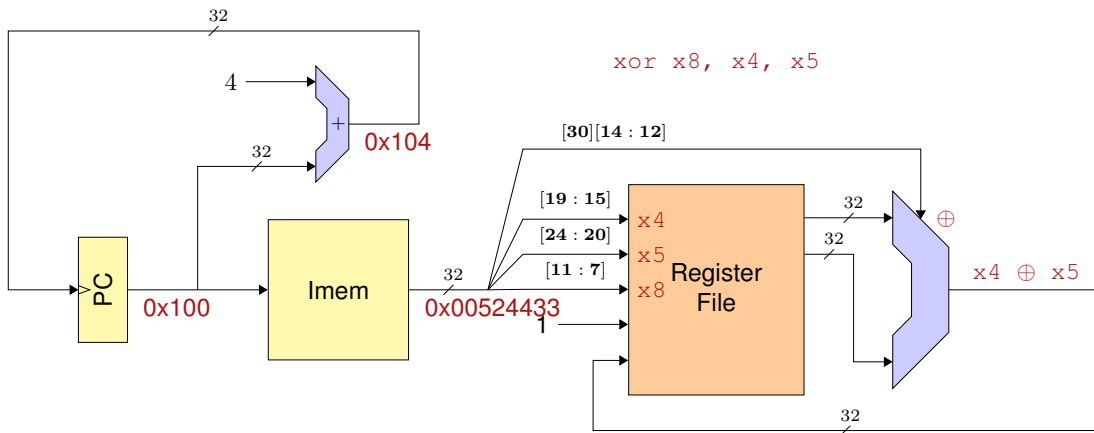 32
xor x8, x4, x5
4
+
[30][14 : 12]
0x104
32
[19 : 15]
32
x4
⊕
[24 : 20]
32
x5
PC
Imem
32
[11 : 7]
Register
File
x4 ⊕ x5
x8
0x100
0x00524433
1
32